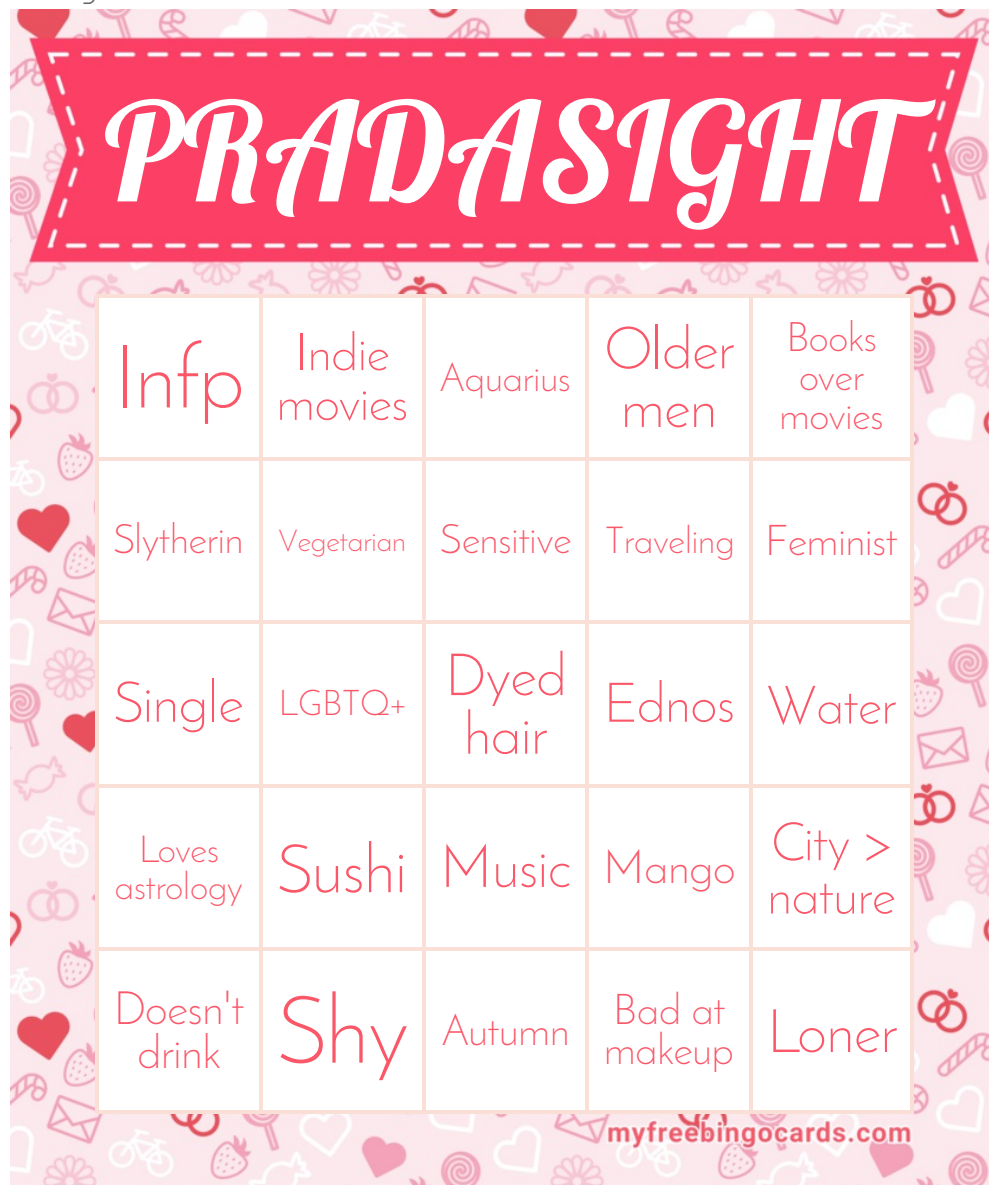 PRADASIGHT
Infp
Indie
movies
Aquarius
Older
men
Books
over
movies
Slytherin
Vegetarian
Sensitive
Traveling
Feminist
Single
LGBTQ+
Dyed
hair
Ednos
Water
Loves
astrology
Sushi
Music
Mango
City >
nature
Doesn't
drink
Shy
Autumn
Bad at
makeup
Loner
myfreebingocards.com